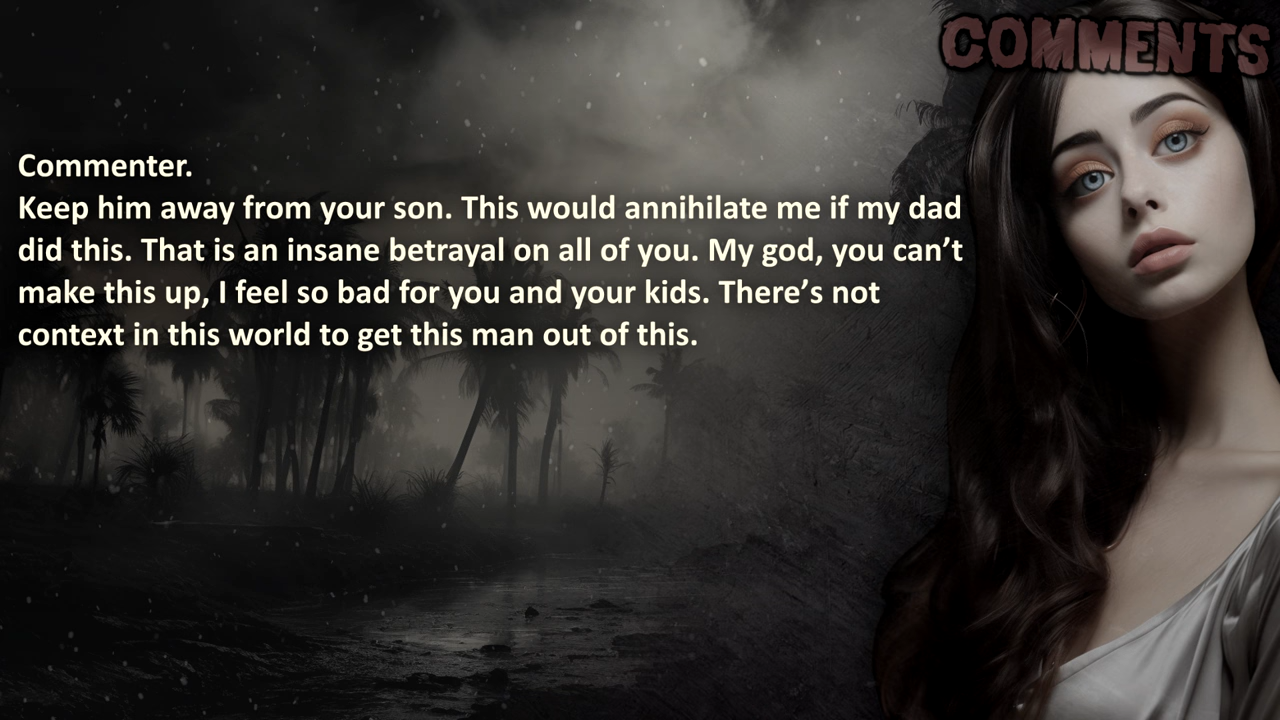 COMMENTS
Commenter.
Keep him away from your son. This would annihilate me if my dad
did this. That is an insane betrayal on all of you. My god, you can’t
make this up, I feel so bad for you and your kids. There’s not
context in this world to get this man out of this.